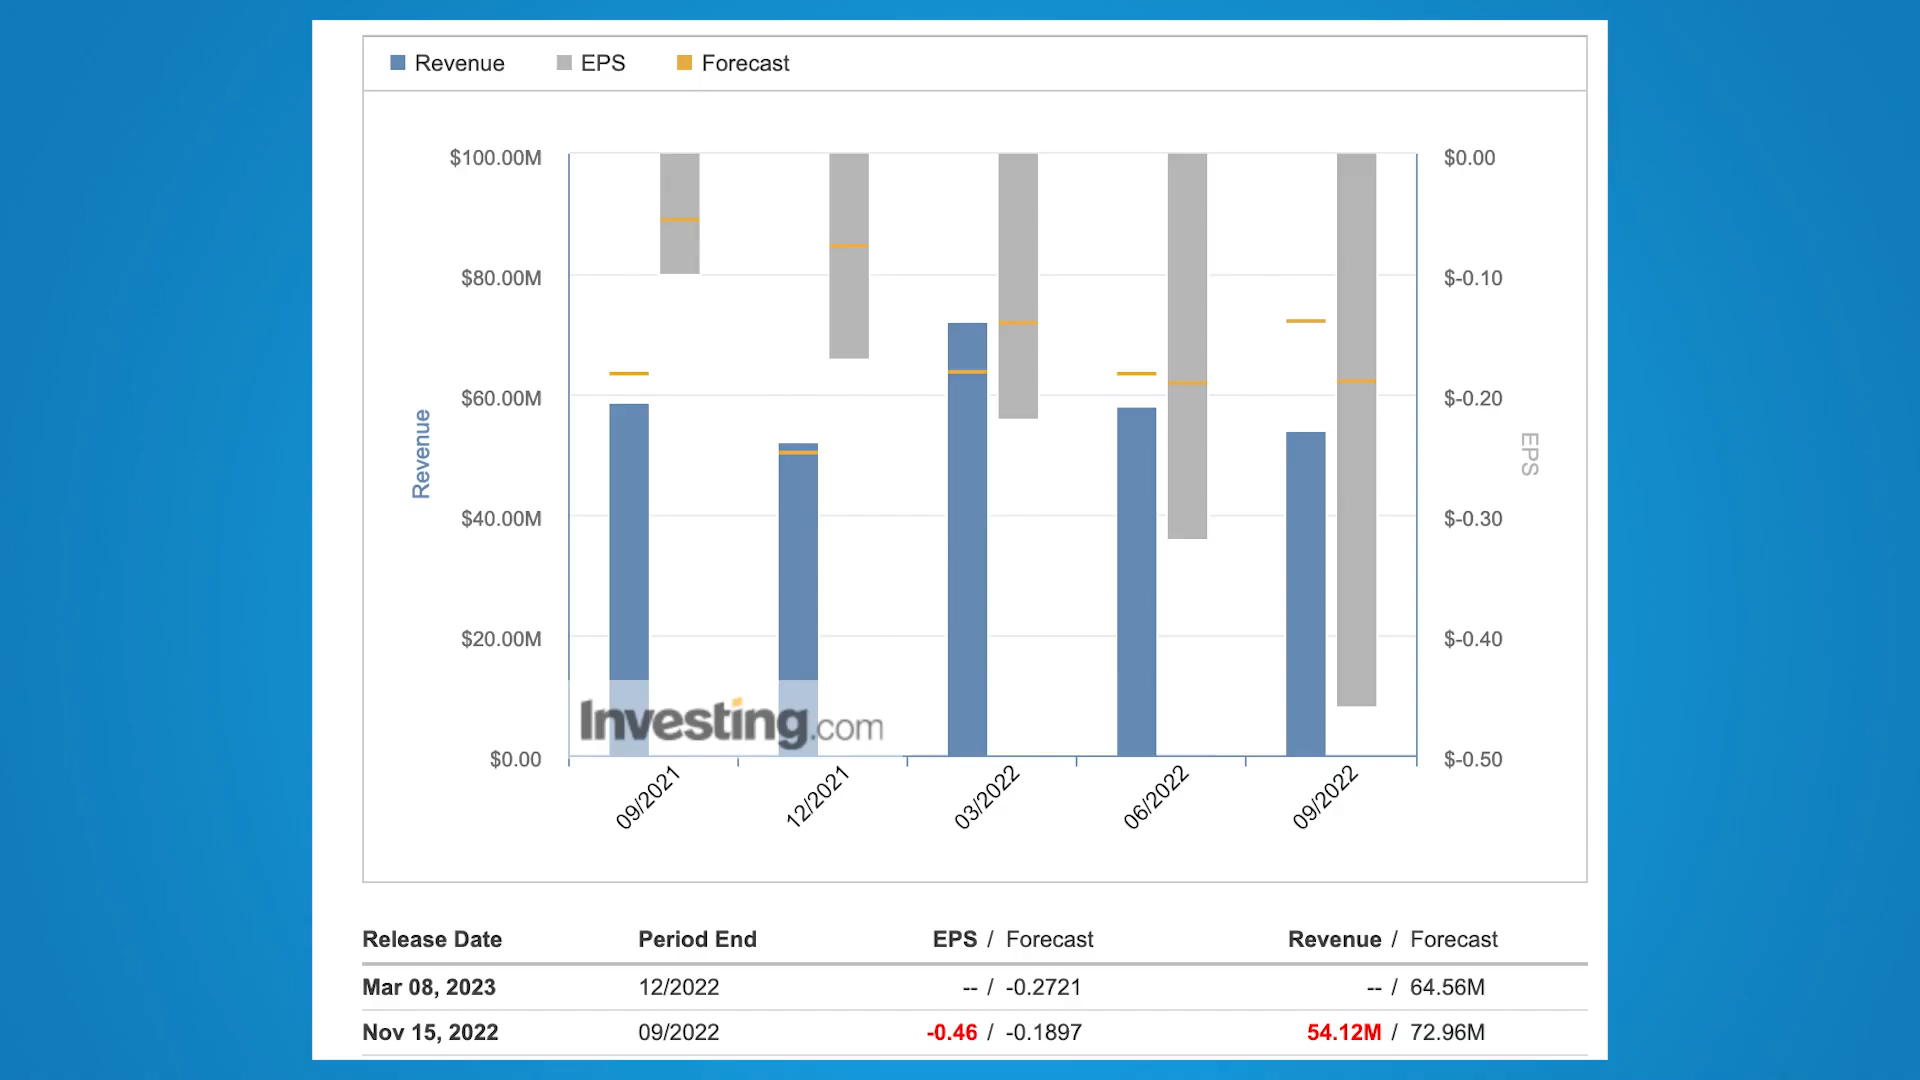 Revenue EPS Forecast
$100.00M $0.00
$80.00M $-0.10
$60.00M $-0.20
Revenue EPS
$40.00M $-0.30
$20.00M $-0.40
Investing.com
$0.00 $-0.50
09/2021 12/2021 03/2022 06/2022 09/2022
Release Date Period End EPS / Forecast Revenue / Forecast
Mar 08, 2023 12/2022 -- / -0.2721 -- / 64.56M
Nov 15, 2022 09/2022 -0.46 / -0.1897 54.12M / 72.96M